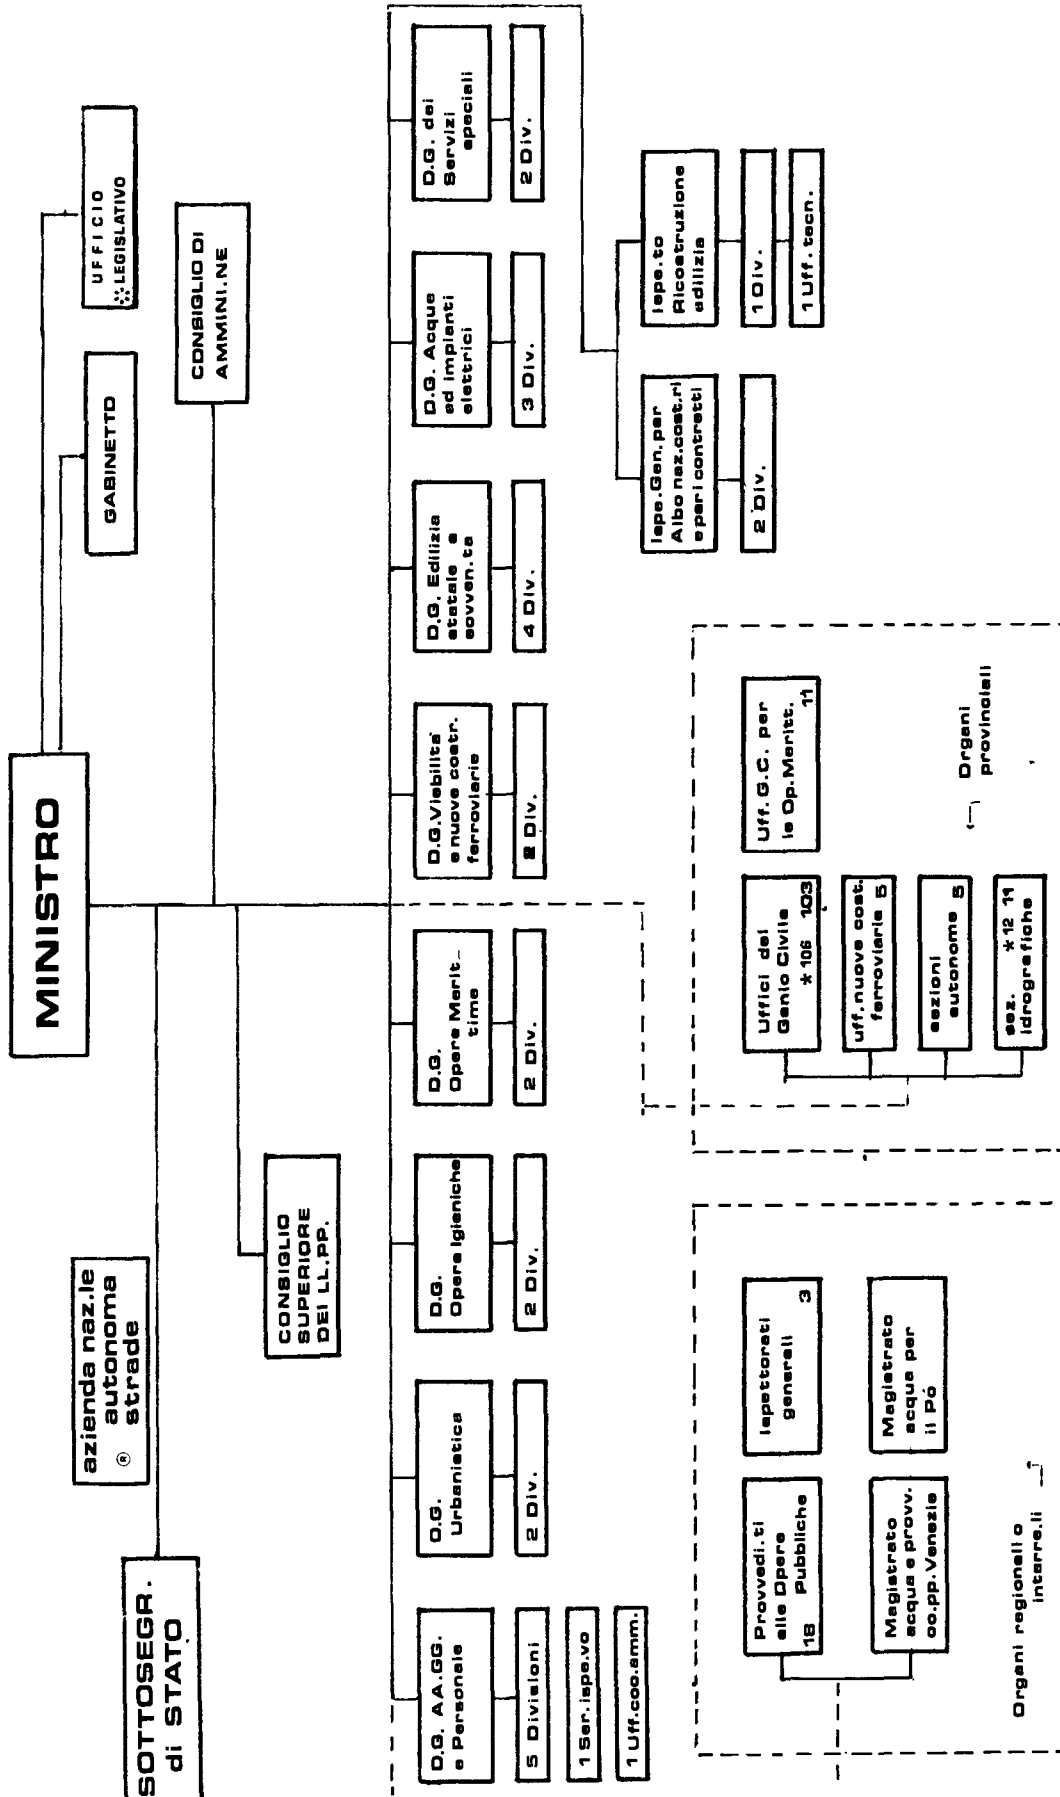 MINISTRO
SOTTOSEGR.
di STATO
azienda naz.le
autonoma
® strade
GABINETTO
UFFICIO
LEGISLATIVO
CONSIGLIO DI
AMMINI.NE
CONSIGLIO
SUPERIORE
DEI LL.PP.
D.G. AA.GG.
e Personale
5 Divisioni
1 Ser.ispe.vo
1 Uff.coo.amm.
D.G.
Urbanistica
2 Div.
D.G.
Opere Igieniche
2 Div.
D.G.
Opere Marit_
time
2 Div.
D.G.Viabilità
e nuove costr.
ferroviarie
2 Div.
D.G. Edilizia
statale e
sovven.ta
4 Div.
D.G. Acque
ed impianti
elettrici
3 Div.
D.G. dei
Servizi
speciali
2 Div.
Ispe.Gen.per
Albo naz.cost.ri
e per i contratti
2 Div.
Ispe.to
Ricostruzione
edilizia
1 Div.
1 Uff. tecn.
Provvedi.ti
alle Opere
18 Pubbliche
Ispettorati
generali 3
Magistrato
acqua e provv.
oo.pp. Venezie
Magistrato
acqua per
il Pó
Organi regionali o
interre.li
Uffici del
Genio Civile
*106 103
Uff. G.C. per
le Op.Maritt.
11
uff.nuove cost.
ferroviarie 5
sezioni
autonome 5
sez. *12 11
idrografiche
Organi
provinciali